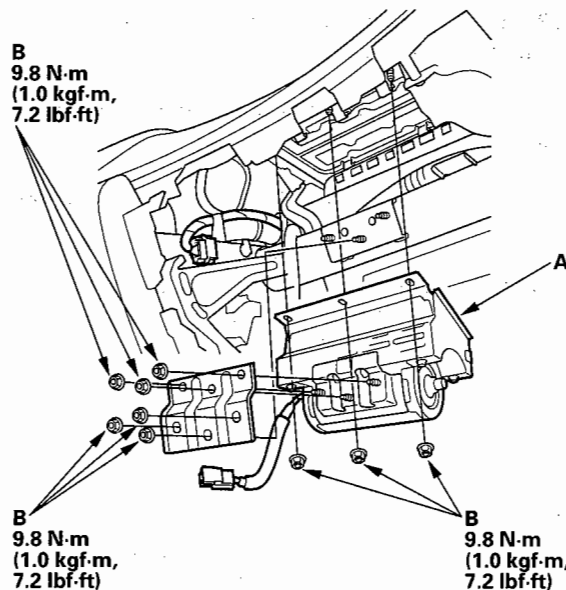 B
9.8 N·m
(1.0 kgf·m,
7.2 lbf·ft)
A
B
9.8 N·m
(1.0 kgf·m,
7.2 lbf·ft)
B
9.8 N·m
(1.0 kgf·m,
7.2 lbf·ft)